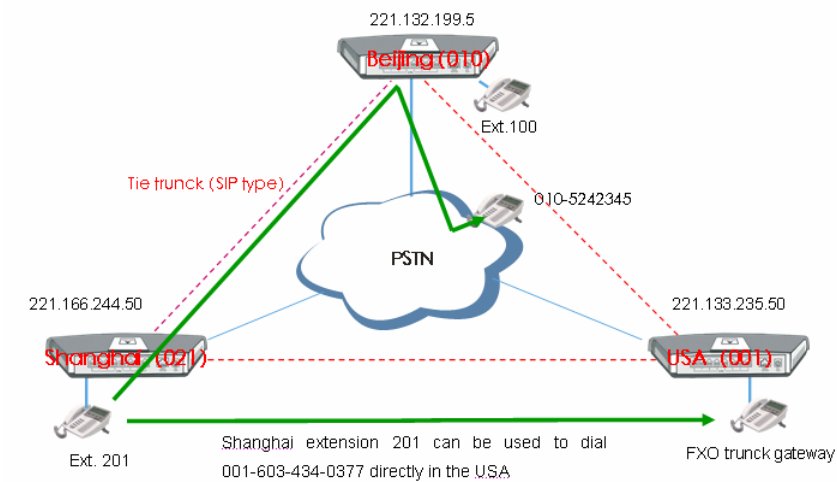 221.132.199.5
Beijing (010)
Ext.100
Tie trunck (SIP type)
010-5242345
PSTN
221.166.244.50
221.133.235.50
Shanghai (021)
USA (001)
Ext. 201
Shanghai extension 201 can be used to dial
001-603-434-0377 directly in the USA
FXO trunck gateway